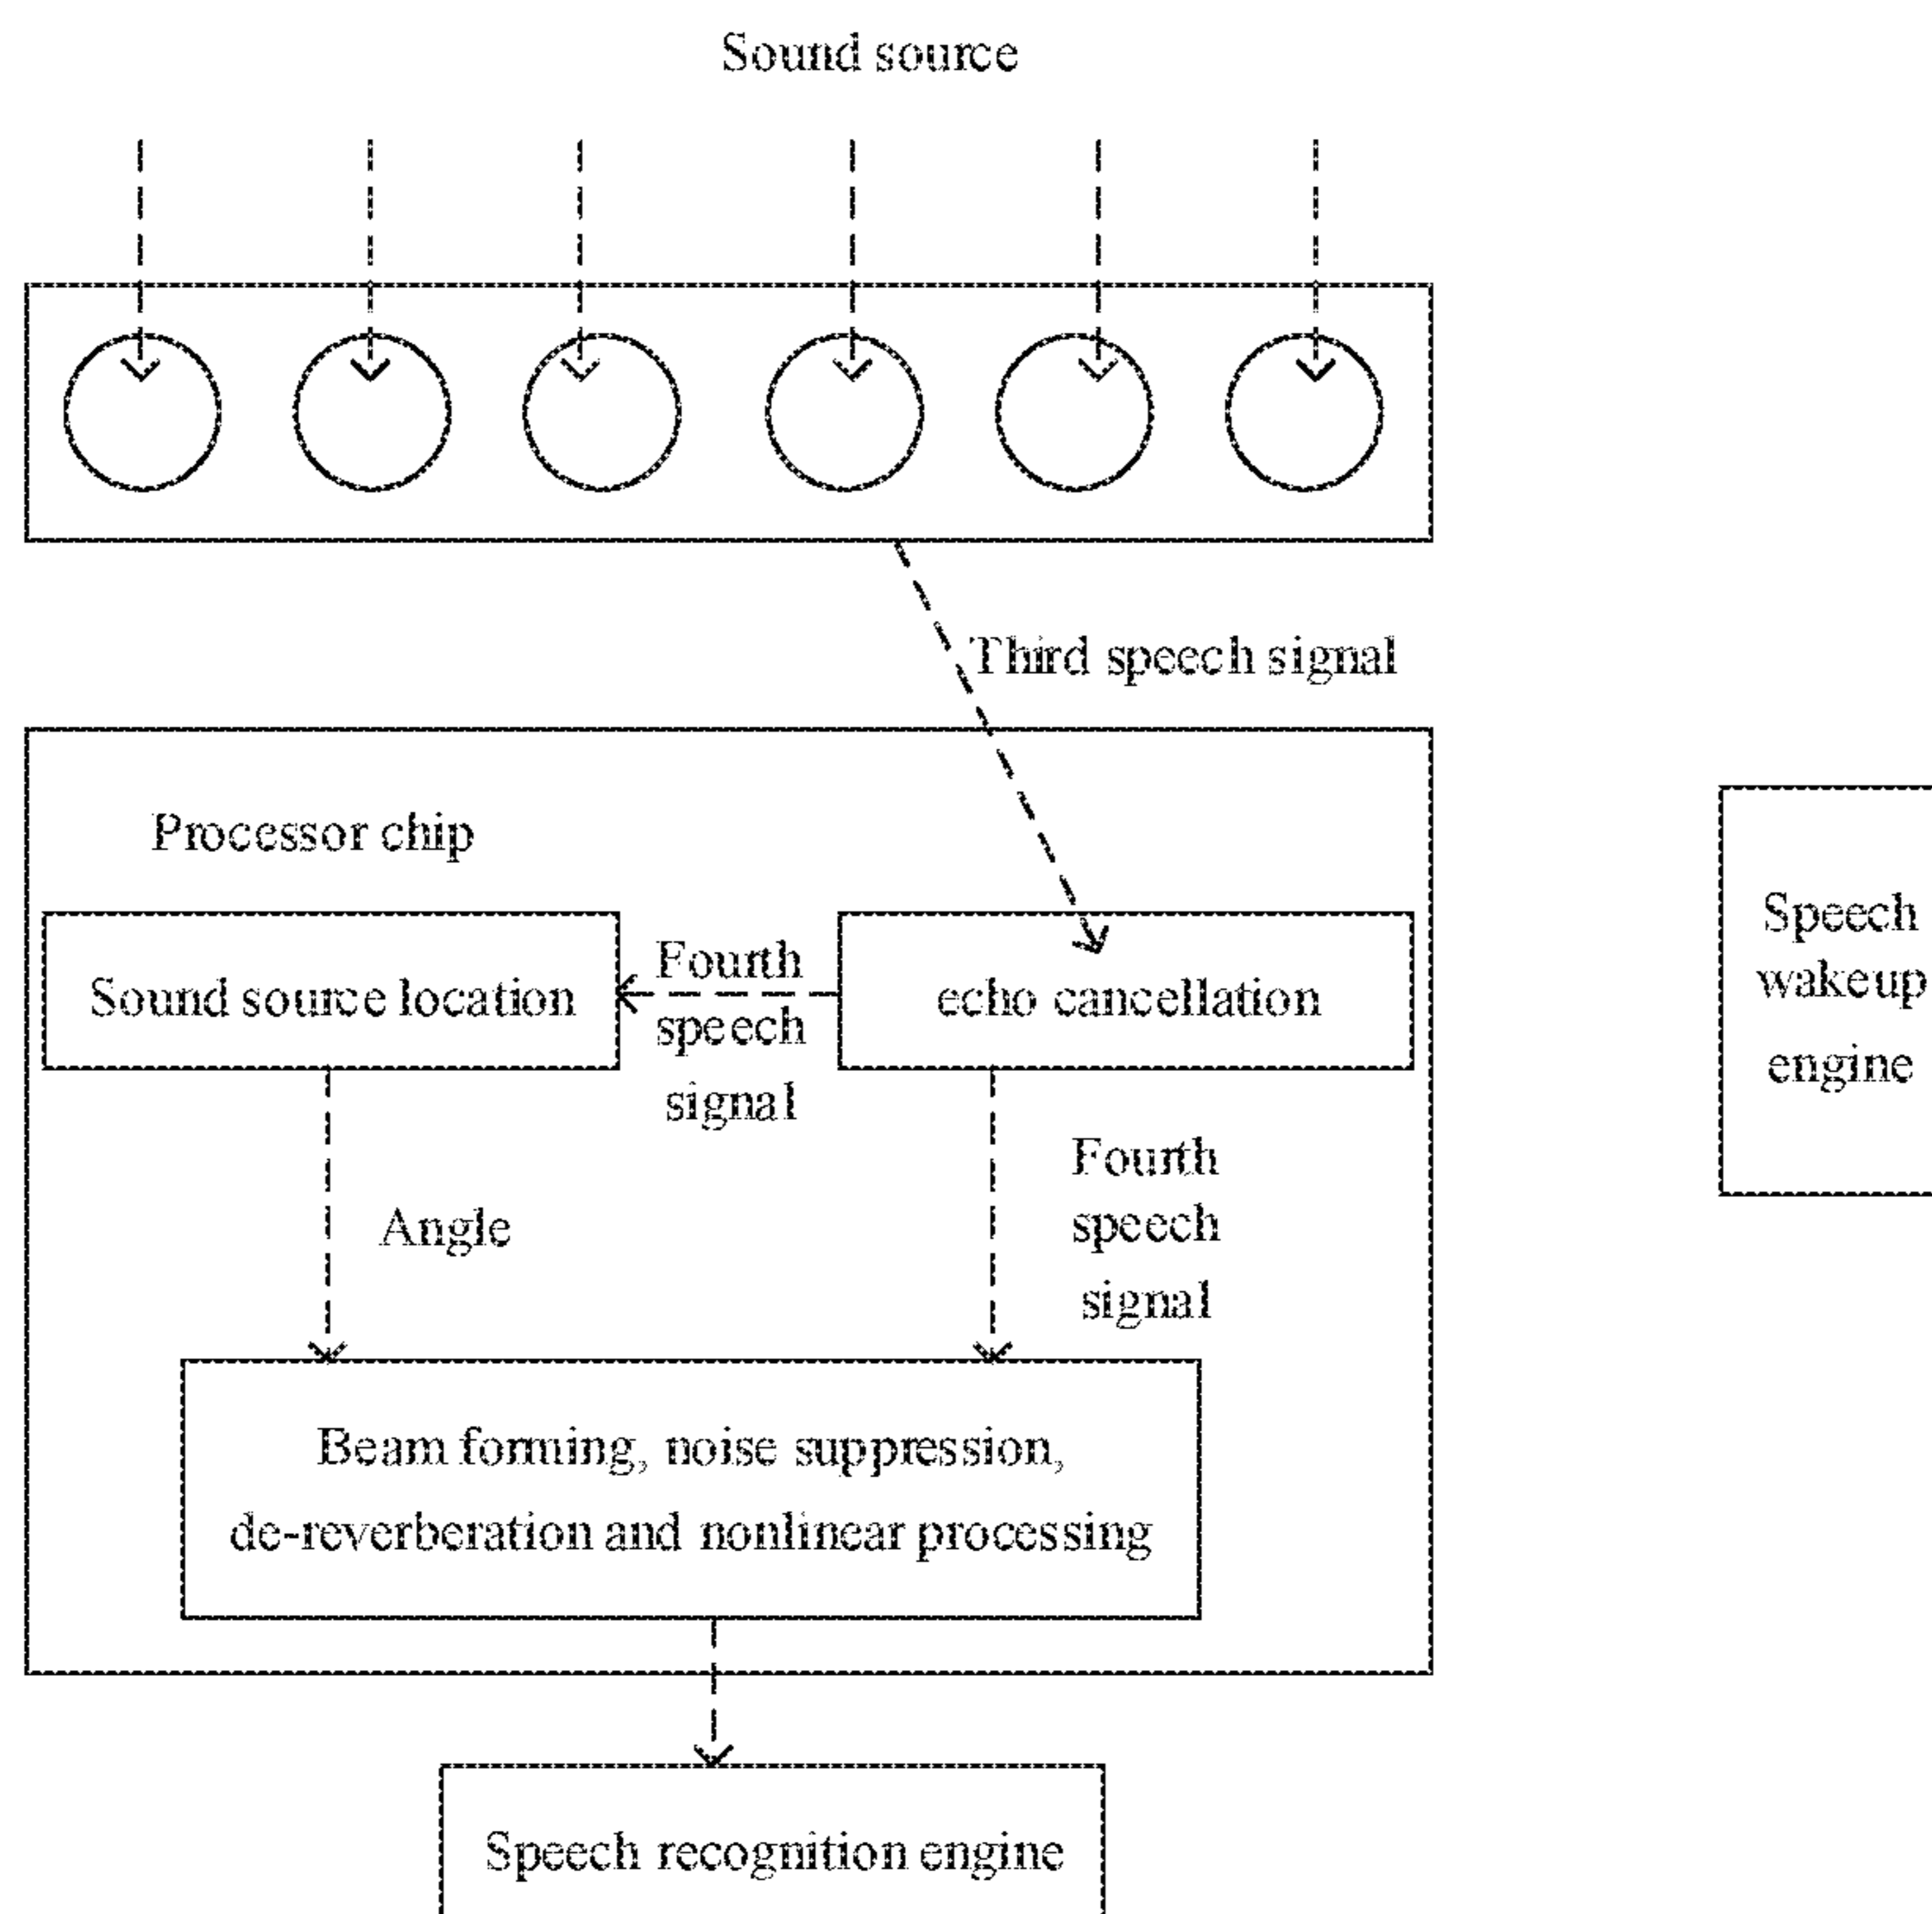 Sound source
Third speech signal
Processor chip
Sound source location
Fourth
speech
signal
echo cancellation
Speech
wakeup
engine
Angle
Fourth
speech
signal
Beam forming, noise suppression,
de-reverberation and nonlinear processing
Speech recognition engine